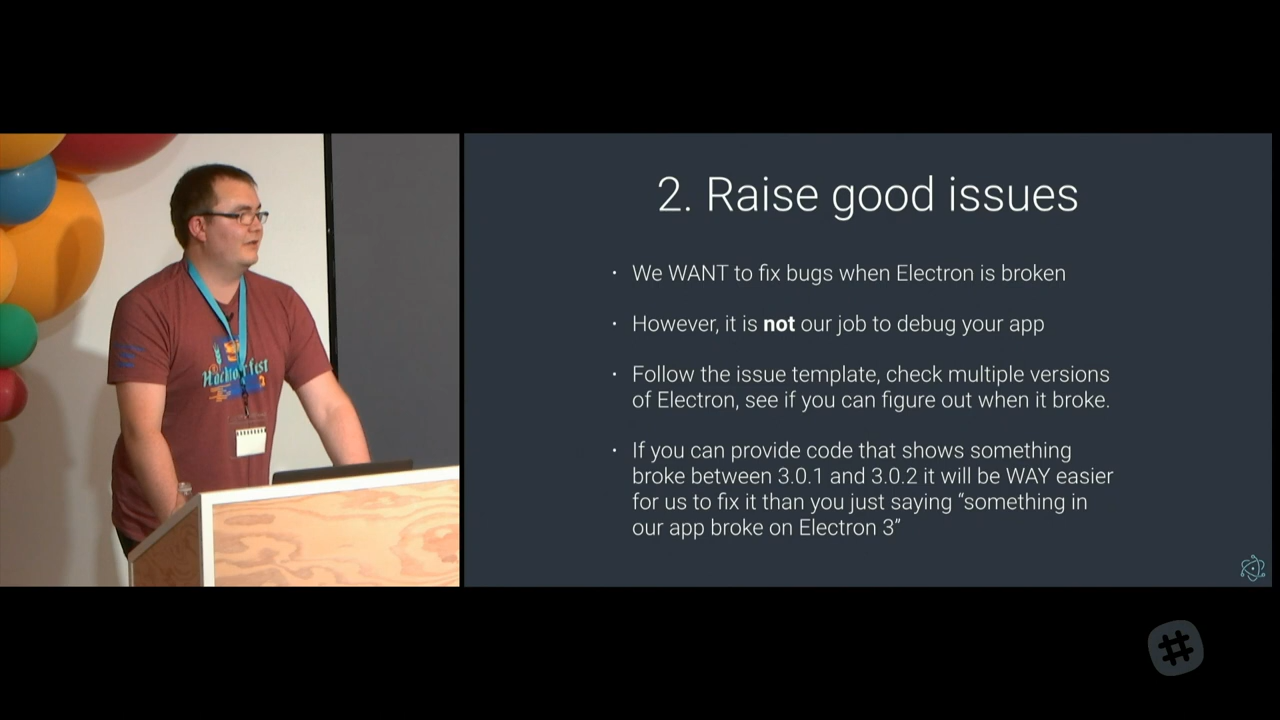 2. Raise good issues
· We WANT to fix bugs when Electron is broken
· However, it is not our job to debug your app
· Follow the issue template, check multiple versions
of Electron, see if you can figure out when it broke.
· If you can provide code that shows something
broke between 3.0.1 and 3.0.2 it will be WAY easier
for us to fix it than you just saying “something in
our app broke on Electron 3”